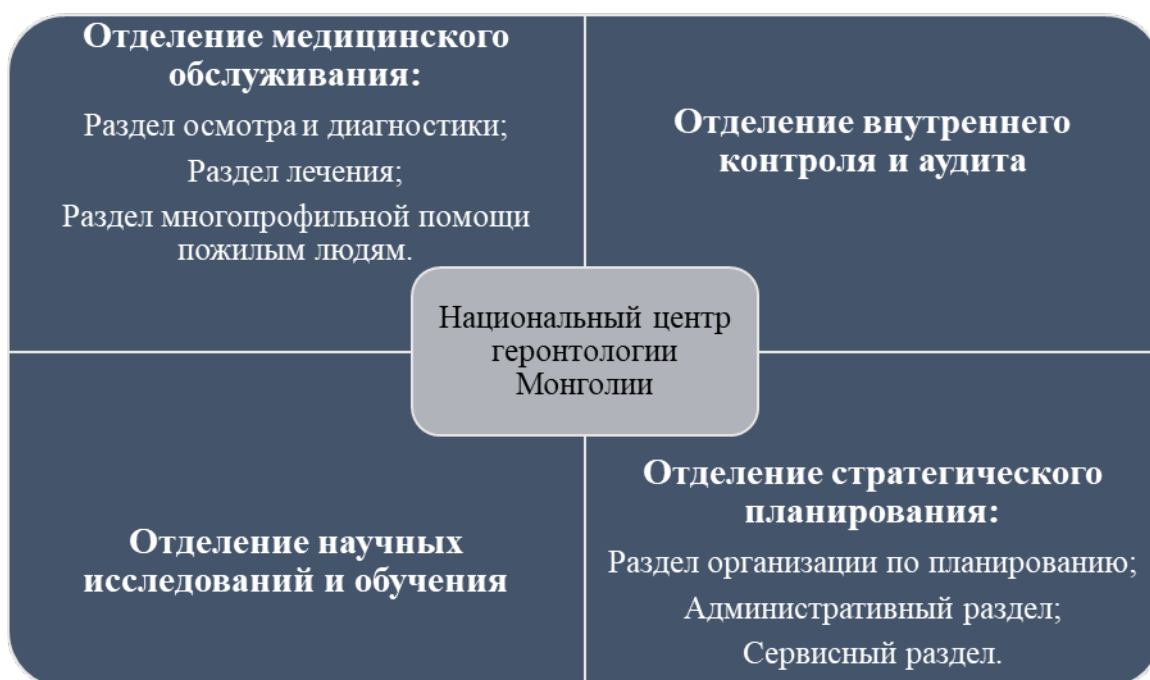 Отделение медицинского
обслуживания:
Раздел осмотра и диагностики;
Раздел лечения;
Раздел многопрофильной помощи
пожилым людям.
Отделение внутреннего
контроля и аудита
Национальный центр
геронтологии
Монголии
Отделение научных
исследований и обучения
Отделение стратегического
планирования:
Раздел организации по планированию;
Административный раздел;
Сервисный раздел.